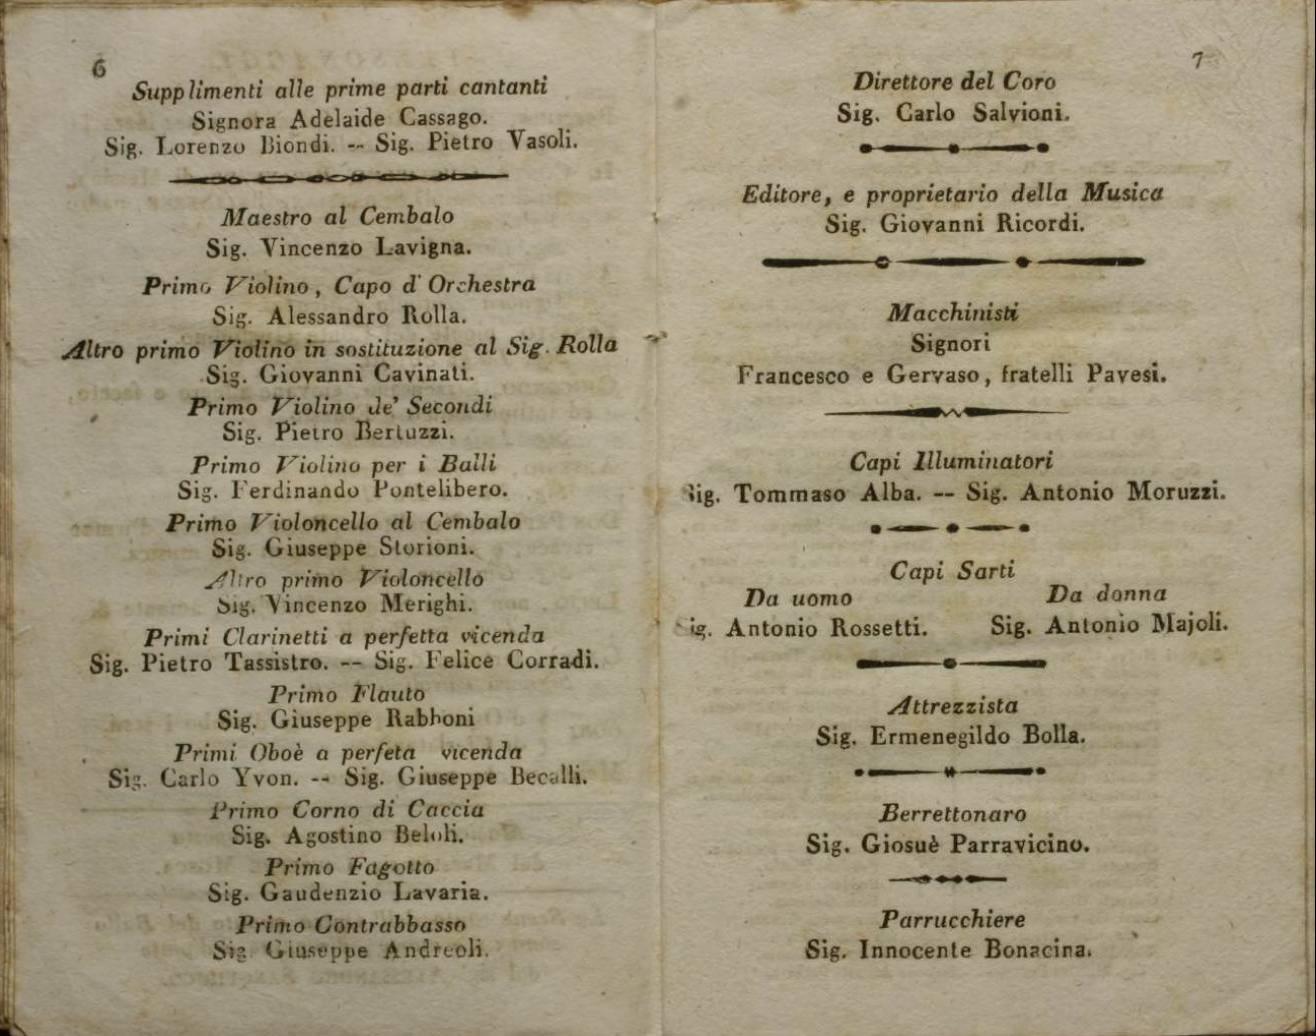 6
Supplimenti alle prime parti cantanti
Signora Adelaide Cassago.
Sig. Lorenzo Biondi. -- Sig. Pietro Vasoli.
Maestro al Cembalo
Sig. Vincenzo Lavigna.
Primo Violino, Capo d'Orchestra
Sig. Alessandro Rolla.
Altro primo Violino in sostituzione al Sig. Rolla
Sig. Giovanni Cavinati.
Primo Violino de' Secondi
Sig. Pietro Bertuzzi.
Primo Violino per i Balli
Sig. Ferdinando Pontelibero.
Primo Violoncello al Cembalo
Sig. Giuseppe Storioni.
Altro primo Violoncello
Sig. Vincenzo Merighi.
Primi Clarinetti a perfetta vicenda
Sig. Pietro Tassistro. -- Sig. Felice Corradi.
Primo Flauto
Sig. Giuseppe Rabboni
Primi Oboè a perfeta vicenda
Sig. Carlo Yvon. -- Sig. Giuseppe Becalli.
Primo Corno di Caccia
Sig. Agostino Beloli.
Primo Fagotto
Sig. Gaudenzio Lavaria.
Primo Contrabbasso
Sig. Giuseppe Andreoli.
7
Direttore del Coro
Sig. Carlo Salvioni.
Editore, e proprietario della Musica
Sig. Giovanni Ricordi.
Macchinisti
Signori
Francesco e Gervaso, fratelli Pavesi.
Capi Illuminatori
Sig. Tommaso Alba. -- Sig. Antonio Moruzzi.
Capi Sarti
Da uomo Da donna
ig. Antonio Rossetti. Sig. Antonio Majoli.
Attrezzista
Sig. Ermenegildo Bolla.
Berrettonaro
Sig. Giosuè Parravicino.
Parrucchiere
Sig. Innocente Bonacina.